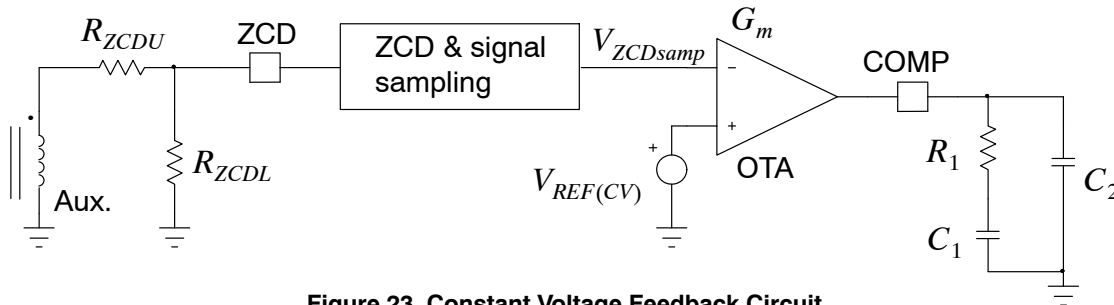 R_ZCDU
ZCD
ZCD & signal
sampling
V_ZCDsamp
G_m
COMP
−
+
OTA
R_ZCDL
Aux.
+
V_REF(CV)
R_1
C_1
C_2
Figure 23. Constant Voltage Feedback Circuit